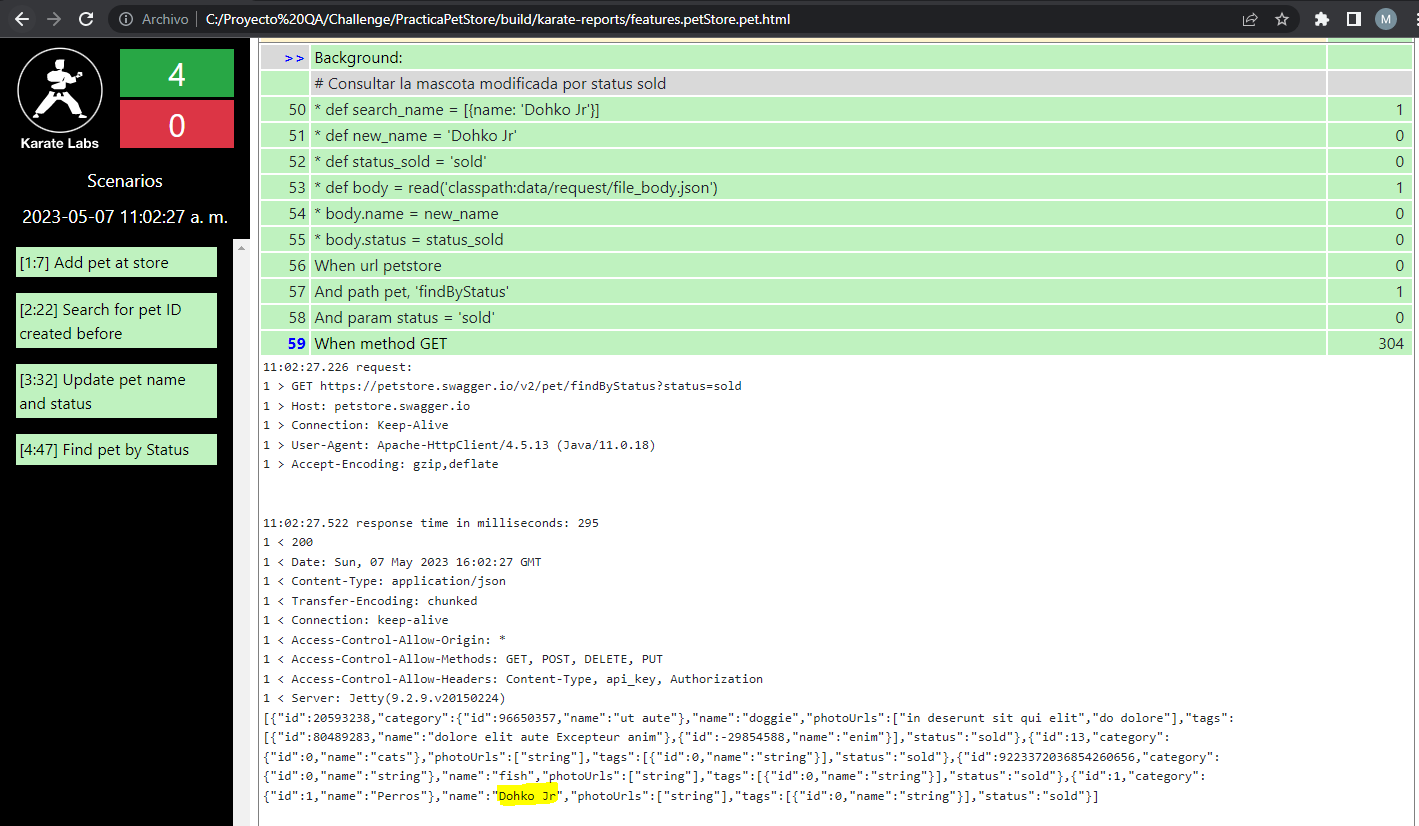 Archivo C:/Proyecto%20QA/Challenge/PracticaPetStore/build/karate-reports/features.petStore.pet.html M
Karate Labs
4
0
Scenarios
2023-05-07 11:02:27 a. m.
[1:7] Add pet at store
[2:22] Search for pet ID
created before
[3:32] Update pet name
and status
[4:47] Find pet by Status
>> Background:
# Consultar la mascota modificada por status sold
50 * def search_name = [{name: 'Dohko Jr'}] 1
51 * def new_name = 'Dohko Jr' 0
52 * def status_sold = 'sold' 0
53 * def body = read('classpath:data/request/file_body.json') 1
54 * body.name = new_name 0
55 * body.status = status_sold 0
56 When url petstore 0
57 And path pet, 'findByStatus' 1
58 And param status = 'sold' 0
59 When method GET 304
11:02:27.226 request:
1 > GET https://petstore.swagger.io/v2/pet/findByStatus?status=sold
1 > Host: petstore.swagger.io
1 > Connection: Keep-Alive
1 > User-Agent: Apache-HttpClient/4.5.13 (Java/11.0.18)
1 > Accept-Encoding: gzip,deflate
11:02:27.522 response time in milliseconds: 295
1 < 200
1 < Date: Sun, 07 May 2023 16:02:27 GMT
1 < Content-Type: application/json
1 < Transfer-Encoding: chunked
1 < Connection: keep-alive
1 < Access-Control-Allow-Origin: *
1 < Access-Control-Allow-Methods: GET, POST, DELETE, PUT
1 < Access-Control-Allow-Headers: Content-Type, api_key, Authorization
1 < Server: Jetty(9.2.9.v20150224)
[{"id":20593238,"category":{"id":96650357,"name":"ut aute"},"name":"doggie","photoUrls":["in deserunt sit qui elit","do dolore"],"tags":
[{"id":80489283,"name":"dolore elit aute Excepteur anim"},{"id":-29854588,"name":"enim"}],"status":"sold"},{"id":13,"category":
{"id":0,"name":"cats"},"photoUrls":["string"],"tags":[{"id":0,"name":"string"}],"status":"sold"},{"id":9223372036854260656,"category":
{"id":0,"name":"string"},"name":"fish","photoUrls":["string"],"tags":[{"id":0,"name":"string"}],"status":"sold"},{"id":1,"category":
{"id":1,"name":"Perros"},"name":"Dohko Jr","photoUrls":["string"],"tags":[{"id":0,"name":"string"}],"status":"sold"}]